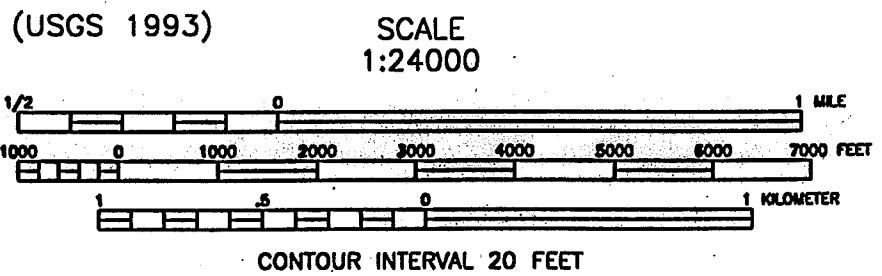 (USGS 1993)
SCALE
1:24000
1/2 0 1 MILE
1000 0 1000 2000 3000 4000 5000 6000 7000 FEET
1 .5 0 1 KILOMETER
CONTOUR INTERVAL 20 FEET